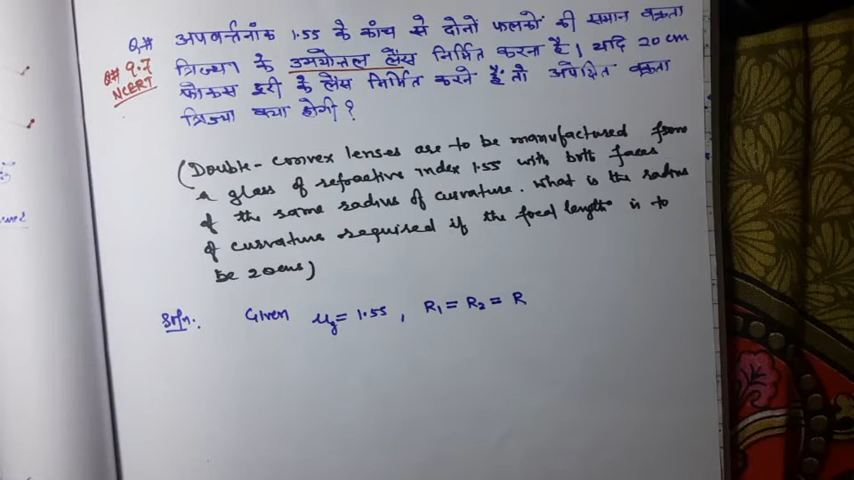 Q# अपवर्त्तनांक 1.55 के कांच से दोनों फलकों की समान वक्रता
Q# 9.7 त्रिज्या के उभयोत्तल लेंस निर्मित करना है। यदि 20 cm
NCERT फोकस दूरी के लेंस निर्मित करने हैं तो अपेक्षित वक्रता
त्रिज्या क्या होगी ?
(Double-convex lenses are to be manufactured from
a glass of refractive index 1.55 with both faces
of the same radius of curvature. What is the radius
of curvature required if the focal length is to
be 20cms)
Soln. Given μg = 1.55, R1 = R2 = R